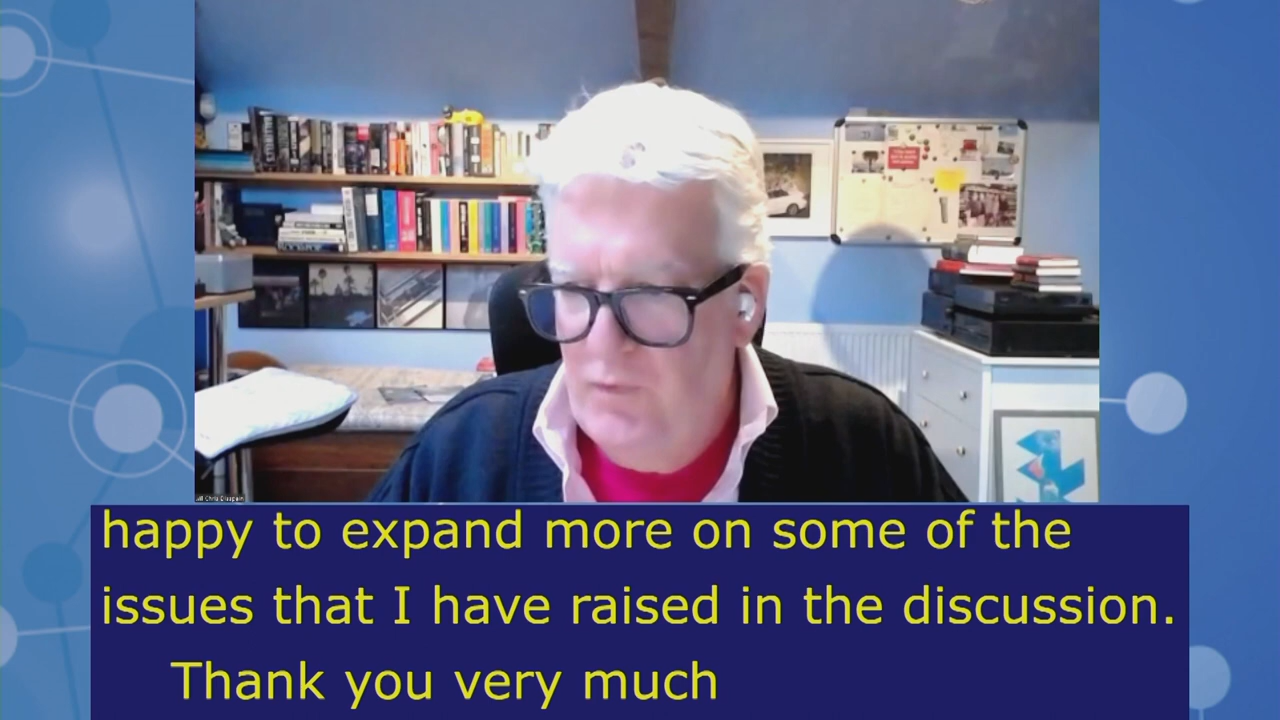 happy to expand more on some of the
issues that I have raised in the discussion.
Thank you very much